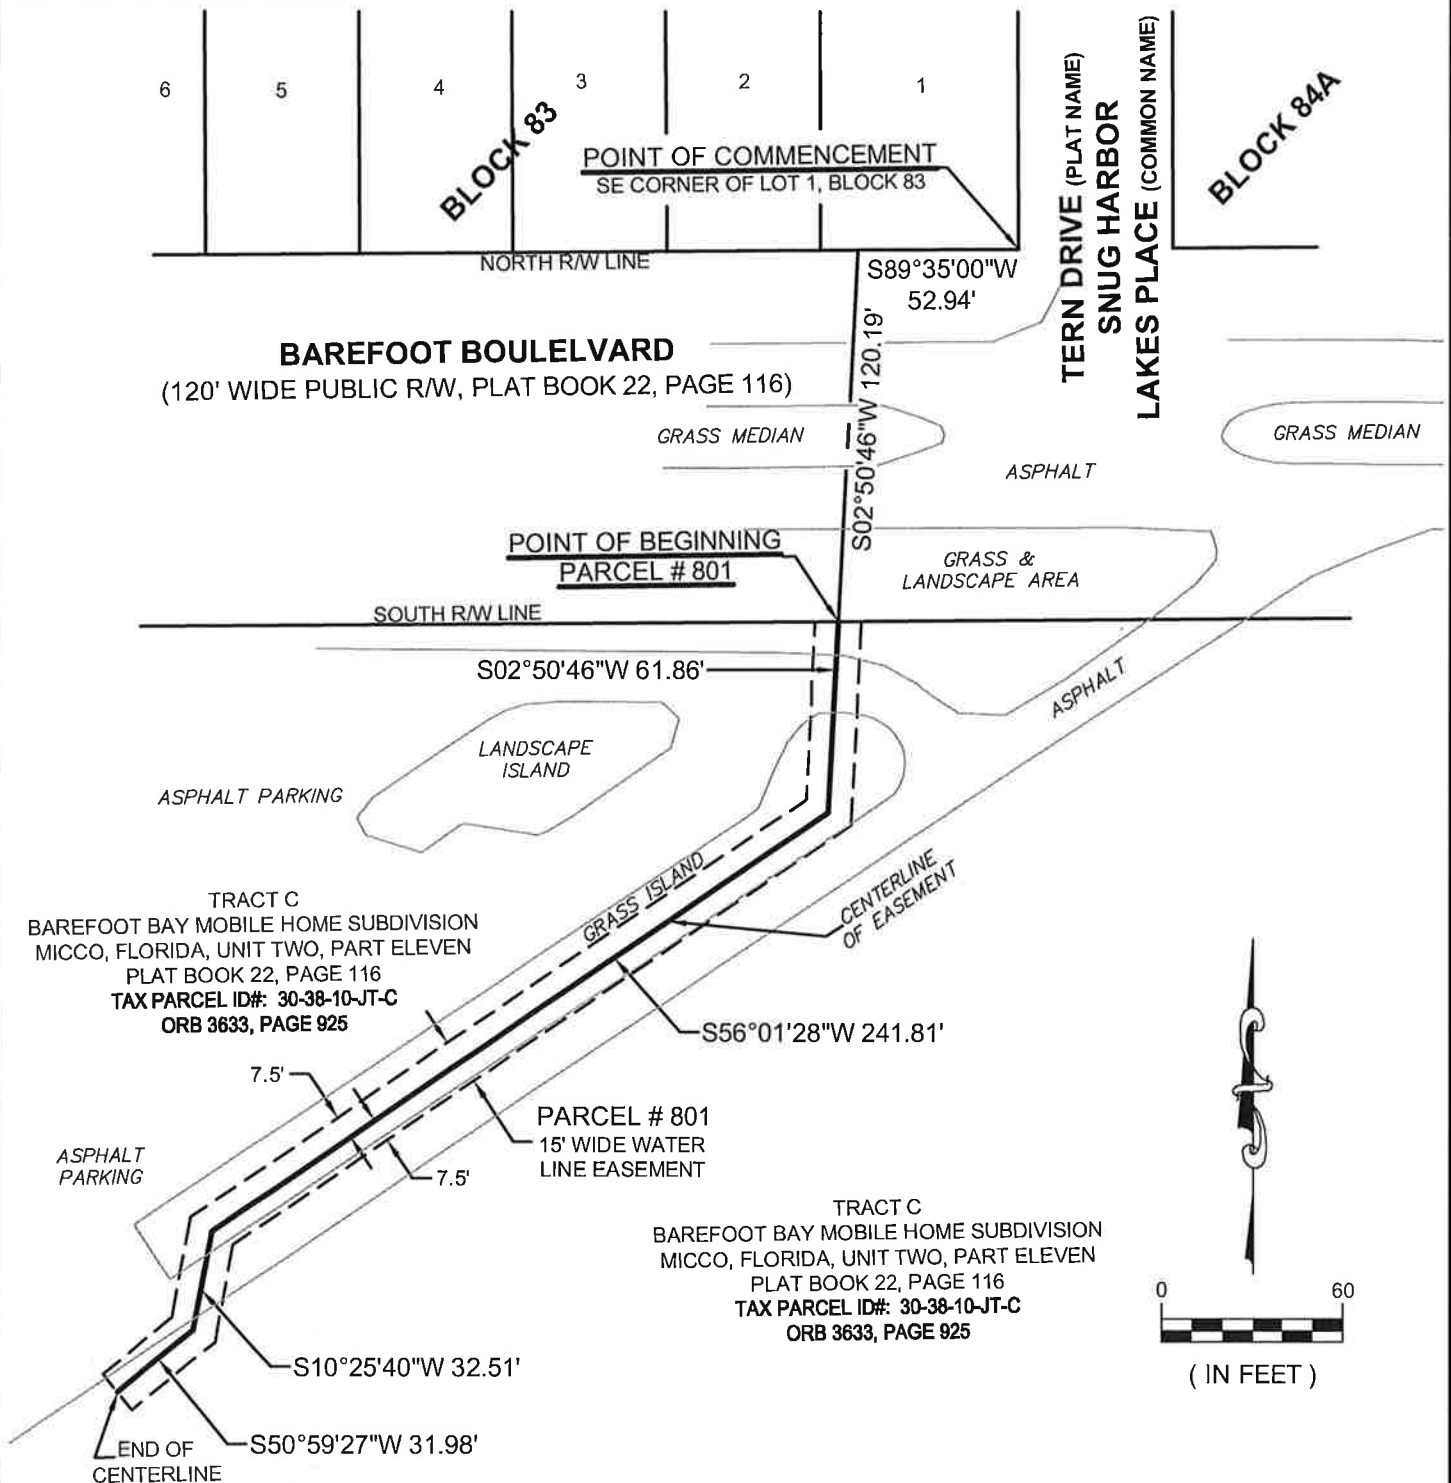 6
5
4
3
2
1
BLOCK 83
POINT OF COMMENCEMENT
SE CORNER OF LOT 1, BLOCK 83
TERN DRIVE (PLAT NAME)
SNUG HARBOR
LAKES PLACE (COMMON NAME)
BLOCK 84A
NORTH R/W LINE
S89°35'00"W
52.94'
BAREFOOT BOULELVARD
(120' WIDE PUBLIC R/W, PLAT BOOK 22, PAGE 116)
S02°50'46"W 120.19'
GRASS MEDIAN
GRASS MEDIAN
ASPHALT
POINT OF BEGINNING
PARCEL # 801
GRASS &
LANDSCAPE AREA
SOUTH R/W LINE
S02°50'46"W 61.86'
ASPHALT
LANDSCAPE
ISLAND
ASPHALT PARKING
GRASS ISLAND
CENTERLINE
OF EASEMENT
TRACT C
BAREFOOT BAY MOBILE HOME SUBDIVISION
MICCO, FLORIDA, UNIT TWO, PART ELEVEN
PLAT BOOK 22, PAGE 116
TAX PARCEL ID#: 30-38-10-JT-C
ORB 3633, PAGE 925
S56°01'28"W 241.81'
7.5'
PARCEL # 801
15' WIDE WATER
LINE EASEMENT
ASPHALT
PARKING
7.5'
TRACT C
BAREFOOT BAY MOBILE HOME SUBDIVISION
MICCO, FLORIDA, UNIT TWO, PART ELEVEN
PLAT BOOK 22, PAGE 116
TAX PARCEL ID#: 30-38-10-JT-C
ORB 3633, PAGE 925
0 60
( IN FEET )
S10°25'40"W 32.51'
S50°59'27"W 31.98'
END OF
CENTERLINE